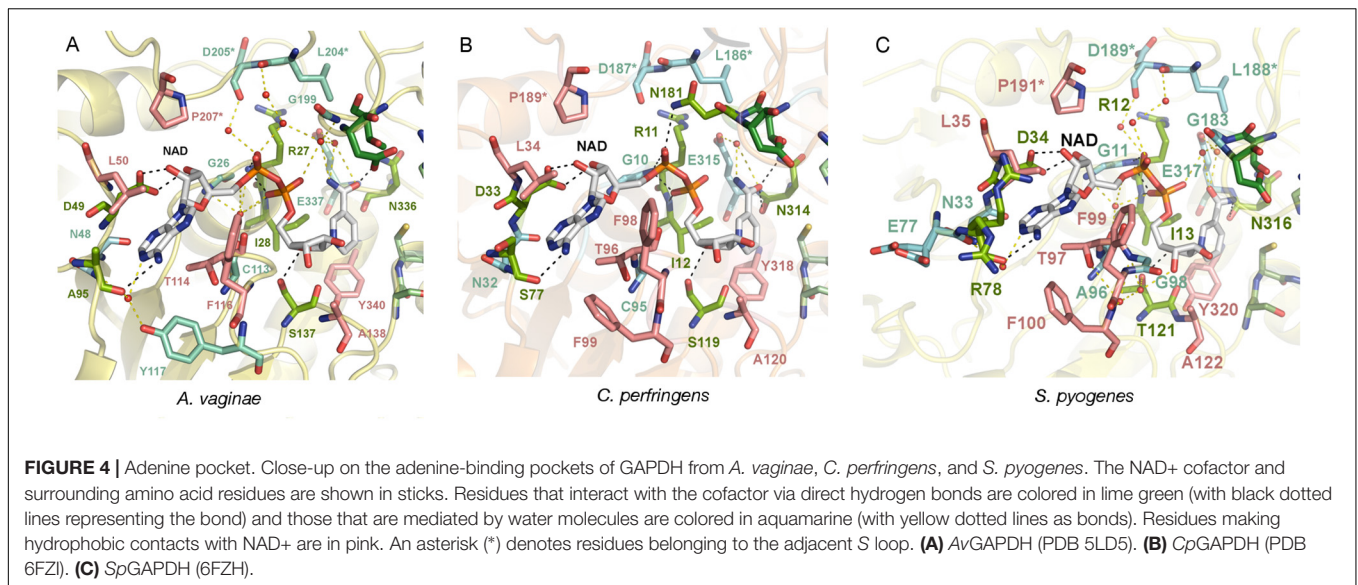 A
D205*
L204*
G199
P207*
L50
NAD
G26
R27
D49
E337
N336
N48
I28
A95
T114
C113
F116
Y340
S137
A138
Y117
A. vaginae
B
D187*
L186*
P189*
N181
R11
L34
NAD
G10
E315
D33
F98
N314
T96
I12
Y318
N32
S77
C95
F99
S119
A120
C. perfringens
C
D189*
L188*
P191*
R12
L35
D34
NAD
G183
G11
E317
E77
N33
F99
N316
I13
T97
R78
A96
G98
Y320
F100
T121
A122
S. pyogenes
FIGURE 4 | Adenine pocket. Close-up on the adenine-binding pockets of GAPDH from A. vaginae, C. perfringens, and S. pyogenes. The NAD+ cofactor and
surrounding amino acid residues are shown in sticks. Residues that interact with the cofactor via direct hydrogen bonds are colored in lime green (with black dotted
lines representing the bond) and those that are mediated by water molecules are colored in aquamarine (with yellow dotted lines as bonds). Residues making
hydrophobic contacts with NAD+ are in pink. An asterisk (*) denotes residues belonging to the adjacent S loop. (A) AvGAPDH (PDB 5LD5). (B) CpGAPDH (PDB
6FZI). (C) SpGAPDH (6FZH).